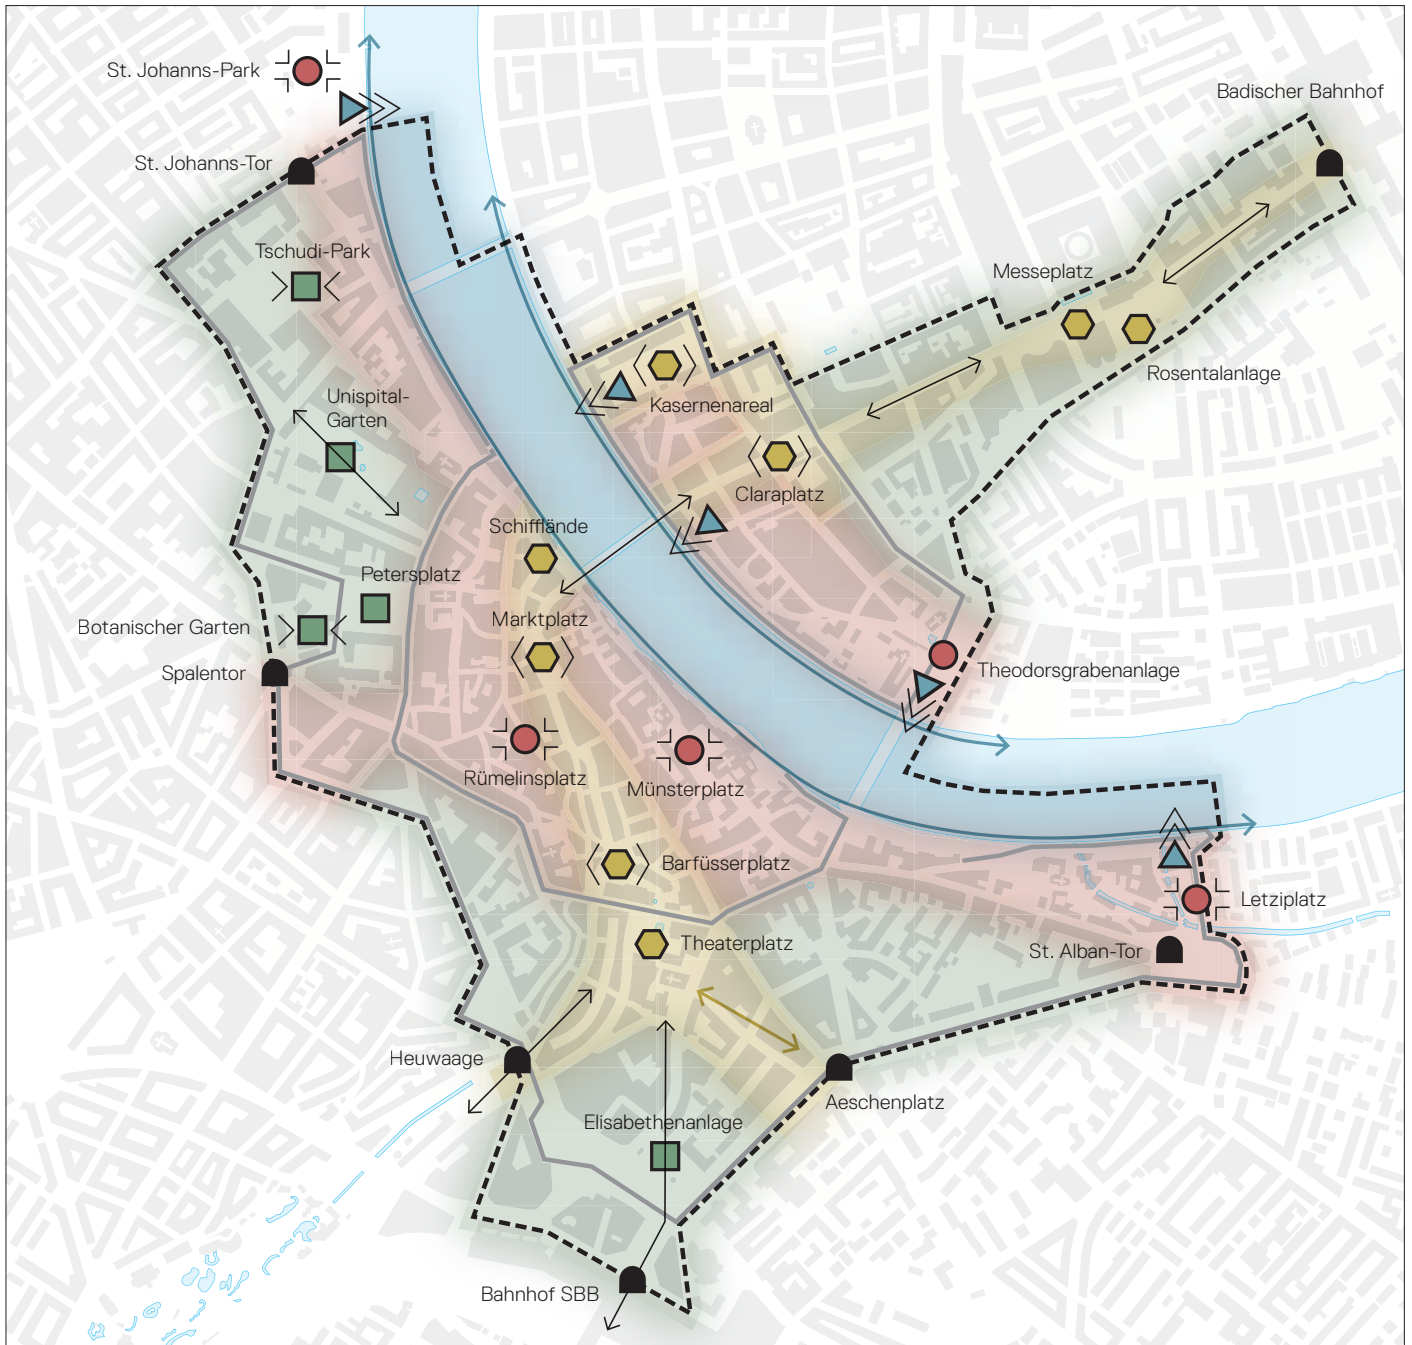 St. Johanns-Park
Badischer Bahnhof
St. Johanns-Tor
Tschudi-Park
Messeplatz
Rosentalanlage
Unispital-
Garten
Kasernenareal
Claraplatz
Schifflände
Petersplatz
Marktplatz
Botanischer Garten
Spalentor
Theodorsgrabenanlage
Rümelinsplatz
Münsterplatz
Barfüsserplatz
Letziplatz
Theaterplatz
St. Alban-Tor
Heuwaage
Aeschenplatz
Elisabethenanlage
Bahnhof SBB